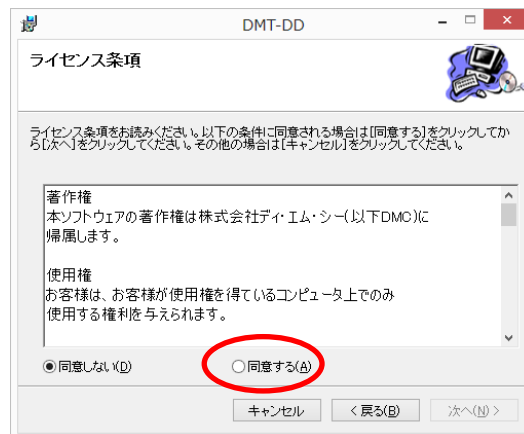 DMT-DD
ライセンス条項
ライセンス条項をお読みください。以下の条件に同意される場合は[同意する]をクリックしてか
ら[次へ]をクリックしてください。その他の場合は[キャンセル]をクリックしてください。
著作権
本ソフトウェアの著作権は株式会社ディ・エム・シー(以下DMC)に
帰属します。
使用権
お客様は、お客様が使用権を得ているコンピュータ上でのみ
使用する権利を与えられます。
同意しない(D)
同意する(A)
キャンセル
< 戻る(B)
次へ(N) >